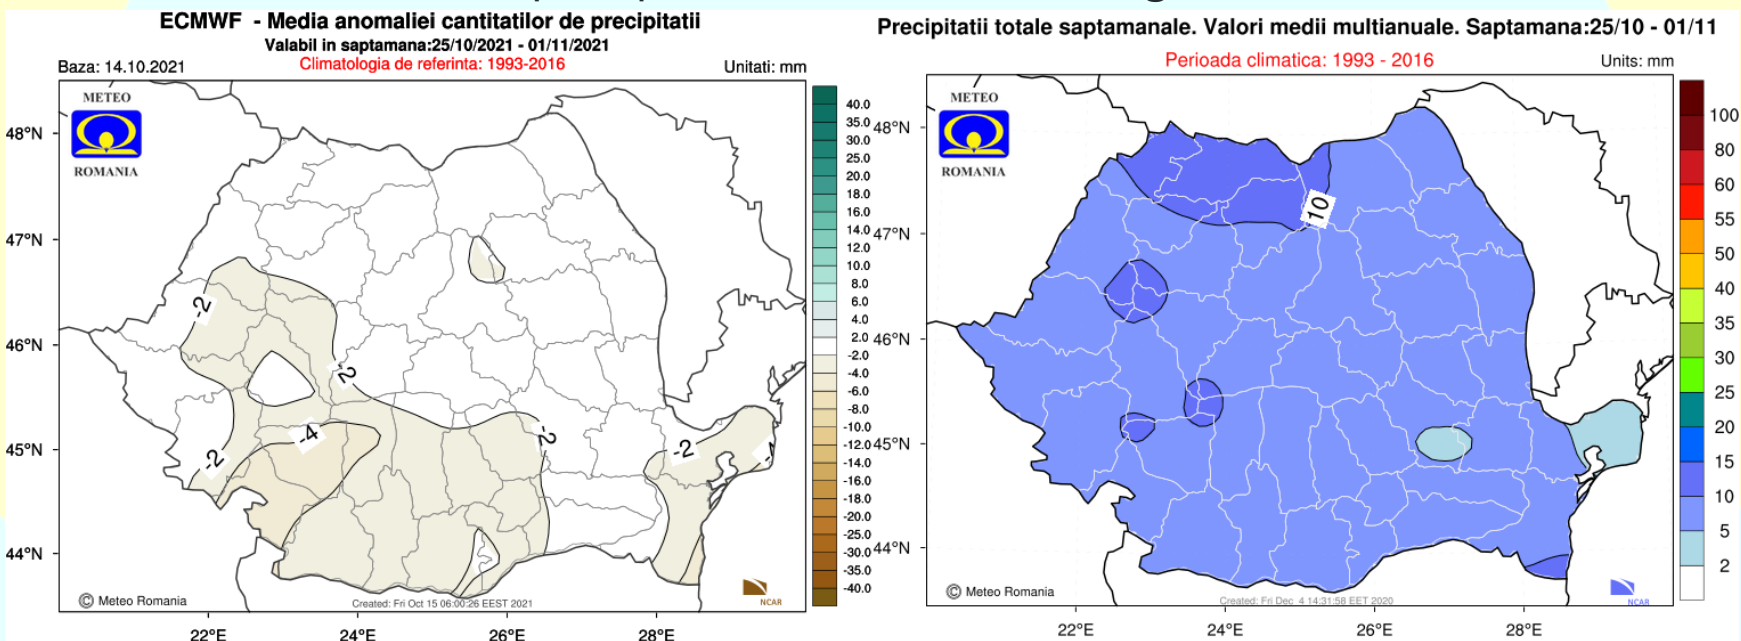 ECMWF - Media anomaliei cantitatilor de precipitatii
Valabil in saptamana:25/10/2021 - 01/11/2021
Baza: 14.10.2021
Climatologia de referinta: 1993-2016
Unitati: mm
METEO
ROMANIA
48°N
47°N
46°N
45°N
44°N
-2
-2
-4
-2
-2
-2
40.0
35.0
30.0
25.0
20.0
18.0
16.0
14.0
12.0
10.0
8.0
6.0
4.0
2.0
-2.0
-4.0
-6.0
-8.0
-10.0
-12.0
-14.0
-16.0
-18.0
-20.0
-25.0
-30.0
-35.0
-40.0
© Meteo Romania
Created: Fri Oct 15 06:00:26 EEST 2021
NCAR
22°E
24°E
26°E
28°E
Precipitatii totale saptamanale. Valori medii multianuale. Saptamana:25/10 - 01/11
Perioada climatica: 1993 - 2016
Units: mm
METEO
ROMANIA
48°N
47°N
46°N
45°N
44°N
10
100
80
60
55
50
40
35
30
25
20
15
10
5
2
© Meteo Romania
Created: Fri Dec 4 14:31:58 EET 2020
NCAR
22°E
24°E
26°E
28°E